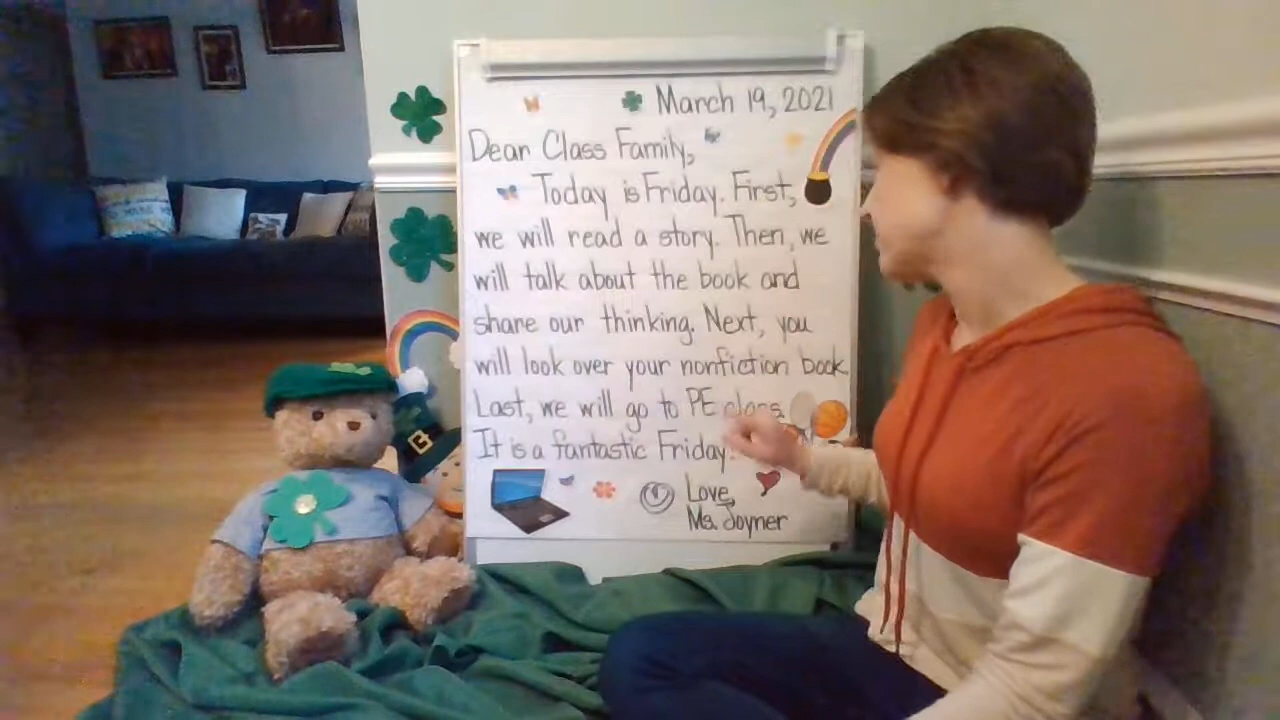 March 19, 2021
Dear Class Family,
Today is Friday. First,
we will read a story. Then, we
will talk about the book and
share our thinking. Next, you
will look over your nonfiction book.
Last, we will go to PE class.
It is a fantastic Friday.
Love,
Ms. Joyner